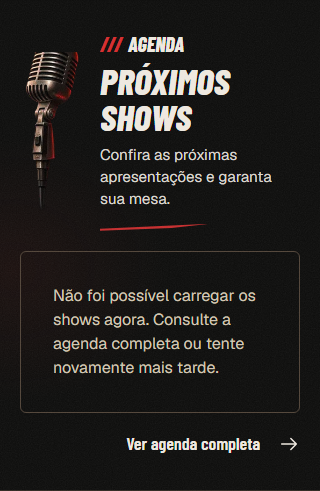 /// AGENDA
PRÓXIMOS
SHOWS
Confira as próximas
apresentações e garanta
sua mesa.
Não foi possível carregar os
shows agora. Consulte a
agenda completa ou tente
novamente mais tarde.
Ver agenda completa →